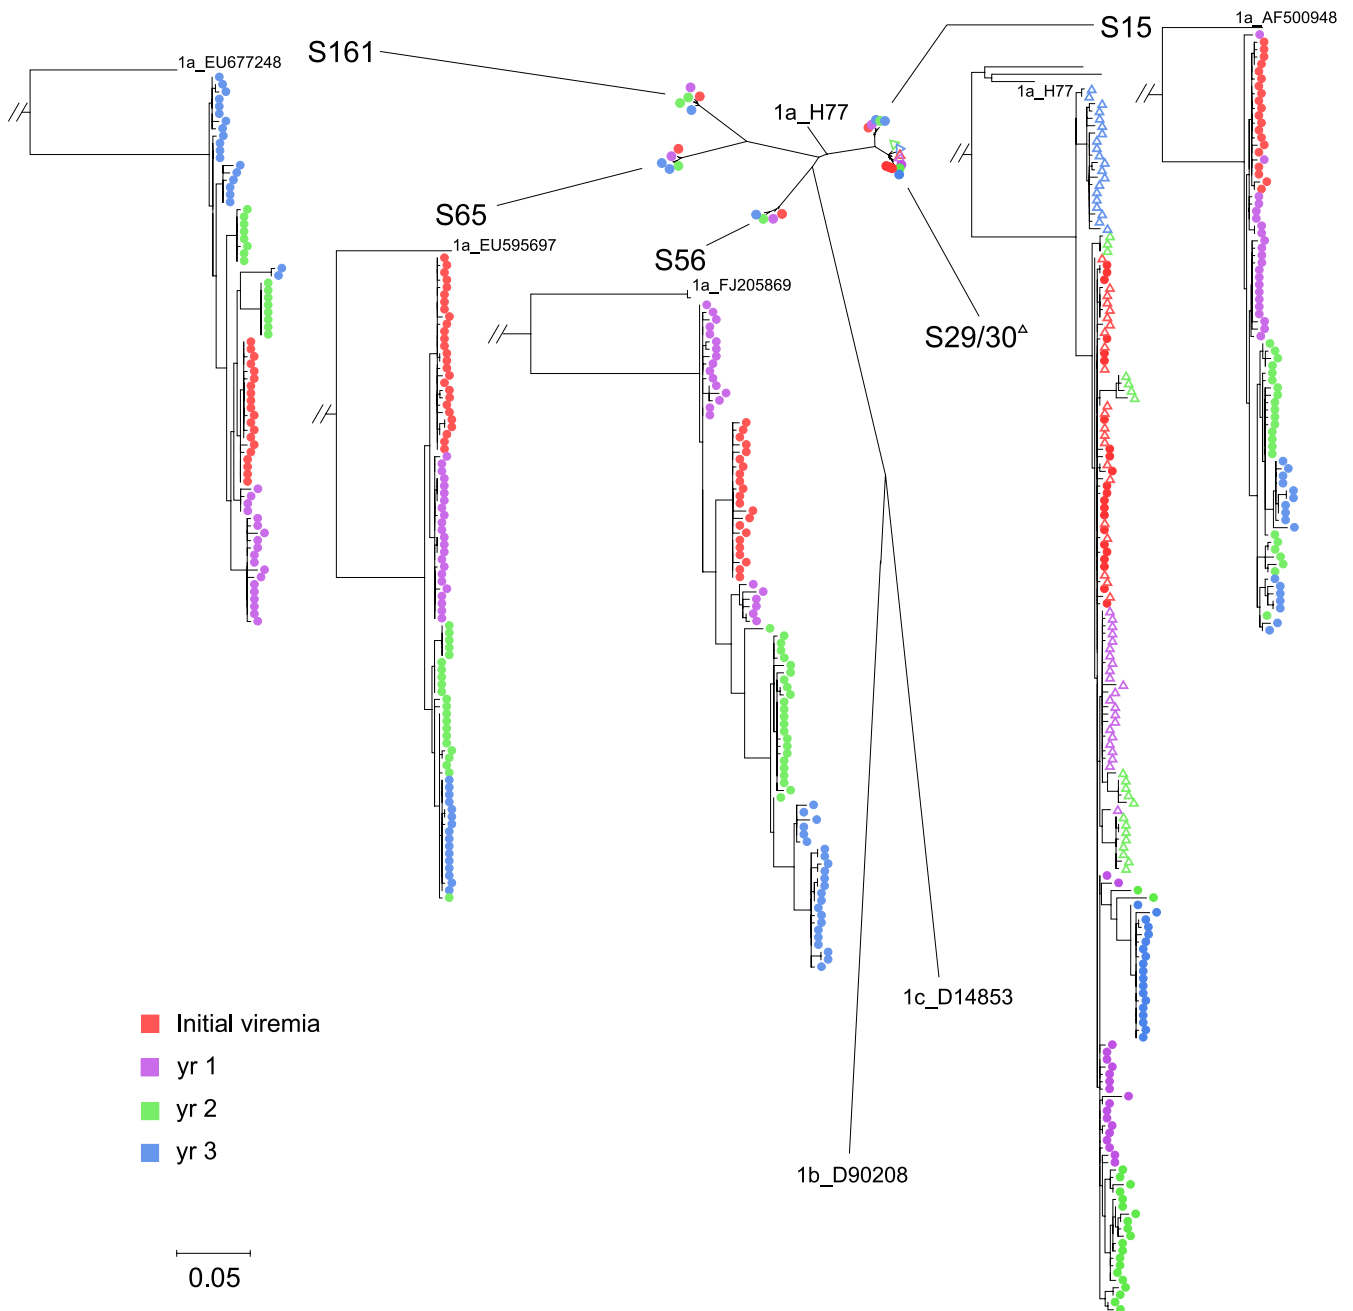 S15
1a_AF500948
S161
1a_EU677248
1a_H77
1a_H77
S65
1a_EU595697
S56
1a_FJ205869
S29/30△
1c_D14853
Initial viremia
yr 1
yr 2
yr 3
1b_D90208
0.05